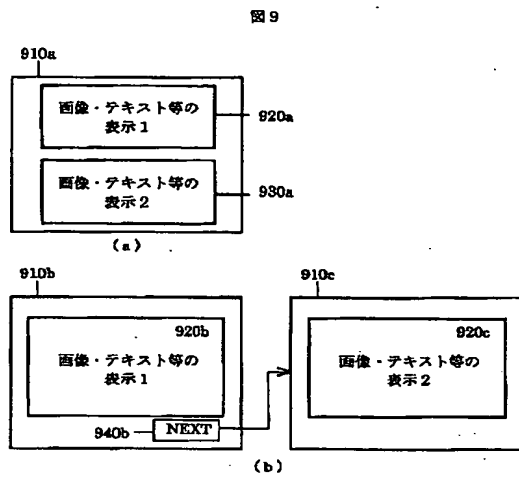 図9
910a
画像・テキスト等の
表示1
920a
画像・テキスト等の
表示2
930a
(a)
910b
910c
920b
画像・テキスト等の
表示1
940b
NEXT
920c
画像・テキスト等の
表示2
(b)